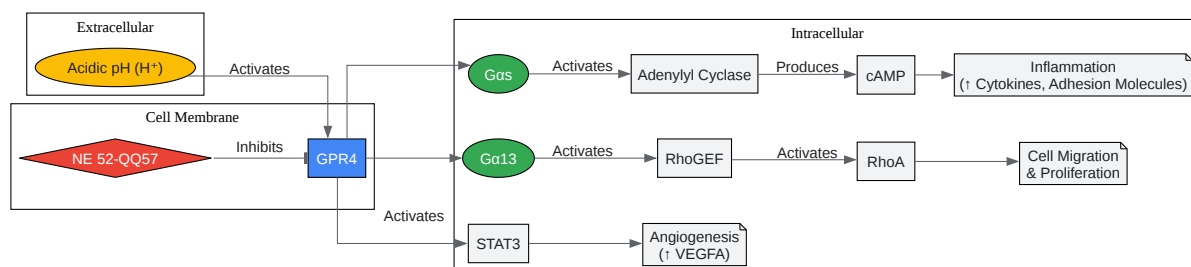 Extracellular
Acidic pH (H⁺)
Activates
Cell Membrane
NE 52-QQ57
Inhibits
GPR4
Activates
Intracellular
Gαs
Activates
Adenylyl Cyclase
Produces
cAMP
Inflammation
(↑ Cytokines, Adhesion Molecules)
Gα13
Activates
RhoGEF
Activates
RhoA
Cell Migration
& Proliferation
STAT3
Angiogenesis
(↑ VEGFA)